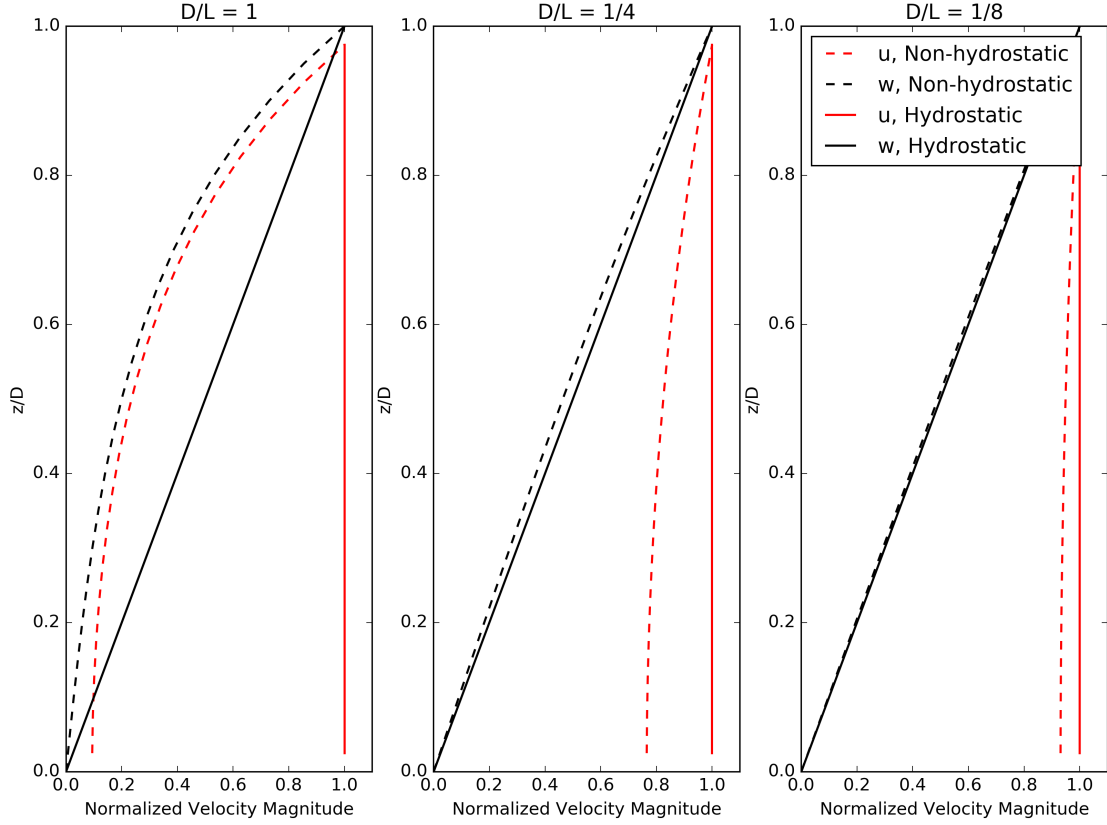 D/L = 1
1.0
0.8
0.6
0.4
0.2
0.0
z/D
0.0 0.2 0.4 0.6 0.8 1.0
Normalized Velocity Magnitude
D/L = 1/4
1.0
0.8
0.6
0.4
0.2
0.0
z/D
0.0 0.2 0.4 0.6 0.8 1.0
Normalized Velocity Magnitude
D/L = 1/8
u, Non-hydrostatic
w, Non-hydrostatic
u, Hydrostatic
w, Hydrostatic
1.0
0.8
0.6
0.4
0.2
0.0
z/D
0.0 0.2 0.4 0.6 0.8 1.0
Normalized Velocity Magnitude